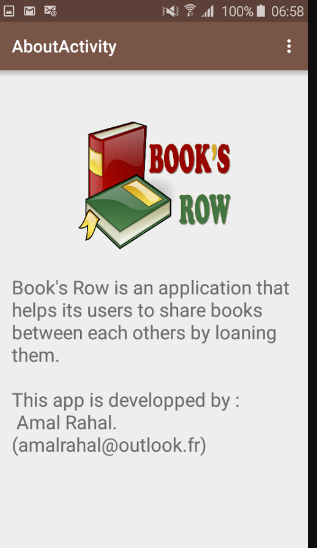 100% 06:58
AboutActivity
BOOK'S
ROW
Book's Row is an application that
helps its users to share books
between each others by loaning
them.
This app is developped by :
Amal Rahal.
(amalrahal@outlook.fr)